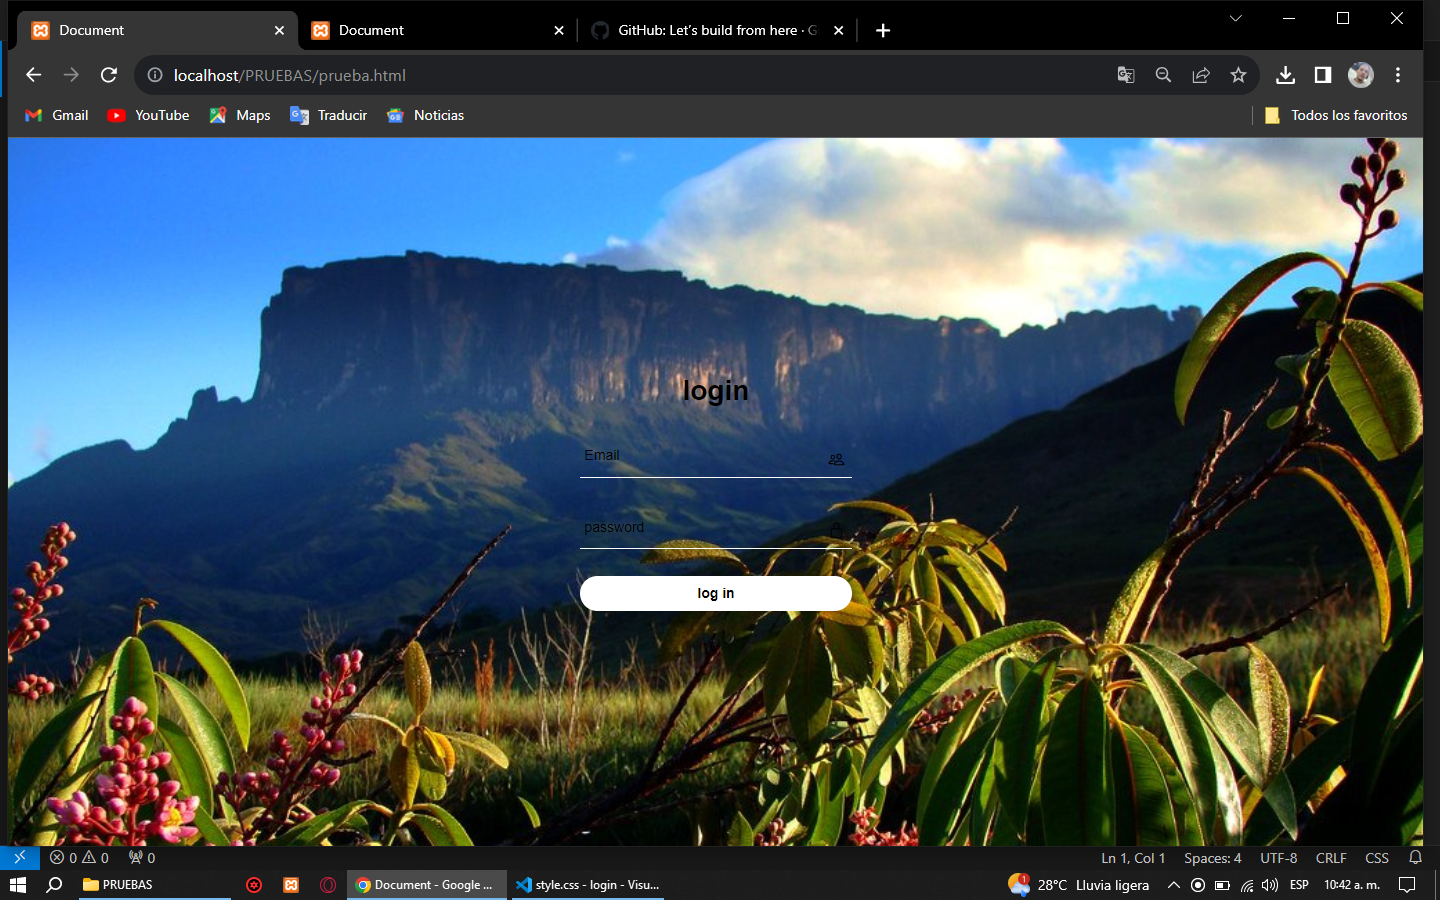 Document
Document
GitHub: Let's build from here · G
localhost/PRUEBAS/prueba.html
Gmail
YouTube
Maps
Traducir
Noticias
Todos los favoritos
login
Email
password
log in
0 0 0
Ln 1, Col 1 Spaces: 4 UTF-8 CRLF CSS
PRUEBAS
Document - Google ...
style.css - login - Visu...
1
28°C Lluvia ligera
ESP
10:42 a. m.